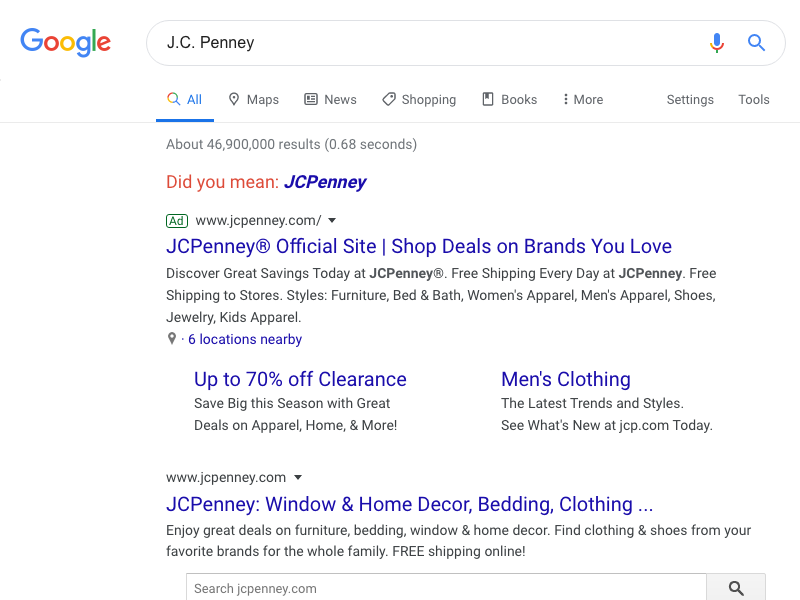 Google
J.C. Penney
All Maps News Shopping Books More Settings Tools
About 46,900,000 results (0.68 seconds)
Did you mean: JCPenney
Ad www.jcpenney.com/
JCPenney® Official Site | Shop Deals on Brands You Love
Discover Great Savings Today at JCPenney®. Free Shipping Every Day at JCPenney. Free
Shipping to Stores. Styles: Furniture, Bed & Bath, Women's Apparel, Men's Apparel, Shoes,
Jewelry, Kids Apparel.
· 6 locations nearby
Up to 70% off Clearance
Save Big this Season with Great
Deals on Apparel, Home, & More!
Men's Clothing
The Latest Trends and Styles.
See What's New at jcp.com Today.
www.jcpenney.com
JCPenney: Window & Home Decor, Bedding, Clothing ...
Enjoy great deals on furniture, bedding, window & home decor. Find clothing & shoes from your
favorite brands for the whole family. FREE shipping online!
Search jcpenney.com